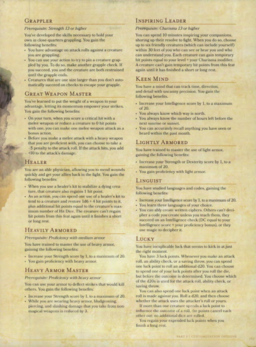 GRAPPLER
Prerequisite: Strength 13 or higher
You've developed the skills necessary to hold your
own in close-quarters grappling. You gain the
following benefits:
• You have advantage on attack rolls against a creature
you are grappling.
• You can use your action to try to pin a creature grap-
pled by you. To do so, make another grapple check. If
you succeed, you and the creature are both restrained
until the grapple ends.
• Creatures that are one size larger than you don't auto-
matically succeed on checks to escape your grapple.
GREAT WEAPON MASTER
You've learned to put the weight of a weapon to your
advantage, letting its momentum empower your strikes.
You gain the following benefits:
• On your turn, when you score a critical hit with a
melee weapon or reduce a creature to 0 hit points
with one, you can make one melee weapon attack as a
bonus action.
• Before you make a melee attack with a heavy weapon
that you are proficient with, you can choose to take a
-5 penalty to the attack roll. If the attack hits, you add
+10 to the attack's damage.
HEALER
You are an able physician, allowing you to mend wounds
quickly and get your allies back in the fight. You gain the
following benefits:
• When you use a healer's kit to stabilize a dying crea-
ture, that creature also regains 1 hit point.
• As an action, you can spend one use of a healer's kit to
tend to a creature and restore 1d6 + 4 hit points to it,
plus additional hit points equal to the creature's max-
imum number of Hit Dice. The creature can't regain
hit points from this feat again until it finishes a short
or long rest.
HEAVILY ARMORED
Prerequisite: Proficiency with medium armor
You have trained to master the use of heavy armor,
gaining the following benefits:
• Increase your Strength score by 1, to a maximum of 20.
• You gain proficiency with heavy armor.
HEAVY ARMOR MASTER
Prerequisite: Proficiency with heavy armor
You can use your armor to deflect strikes that would kill
others. You gain the following benefits:
• Increase your Strength score by 1, to a maximum of 20.
• While you are wearing heavy armor, bludgeoning,
piercing, and slashing damage that you take from non-
magical weapons is reduced by 3.
INSPIRING LEADER
Prerequisite: Charisma 13 or higher
You can spend 10 minutes inspiring your companions,
shoring up their resolve to fight. When you do so, choose
up to six friendly creatures (which can include yourself)
within 30 feet of you who can see or hear you and who
can understand you. Each creature can gain temporary
hit points equal to your level + your Charisma modifier.
A creature can't gain temporary hit points from this feat
again until it has finished a short or long rest.
KEEN MIND
You have a mind that can track time, direction,
and detail with uncanny precision. You gain the
following benefits:
• Increase your Intelligence score by 1, to a maximum
of 20.
• You always know which way is north.
• You always know the number of hours left before the
next sunrise or sunset.
• You can accurately recall anything you have seen or
heard within the past month.
LIGHTLY ARMORED
You have trained to master the use of light armor,
gaining the following benefits:
• Increase your Strength or Dexterity score by 1, to a
maximum of 20.
• You gain proficiency with light armor.
LINGUIST
You have studied languages and codes, gaining the
following benefits:
• Increase your Intelligence score by 1, to a maximum of 20.
• You learn three languages of your choice.
• You can ably create written ciphers. Others can't deci-
pher a code you create unless you teach them, they
succeed on an Intelligence check (DC equal to your
Intelligence score + your proficiency bonus), or they
use magic to decipher it.
LUCKY
You have inexplicable luck that seems to kick in at just
the right moment.
You have 3 luck points. Whenever you make an attack
roll, an ability check, or a saving throw, you can spend
one luck point to roll an additional d20. You can choose
to spend one of your luck points after you roll the die,
but before the outcome is determined. You choose which
of the d20s is used for the attack roll, ability check, or
saving throw.
You can also spend one luck point when an attack
roll is made against you. Roll a d20, and then choose
whether the attack uses the attacker's roll or yours.
If more than one creature spends a luck point to
influence the outcome of a roll, the points cancel each
other out; no additional dice are rolled.
You regain your expended luck points when you
finish a long rest.